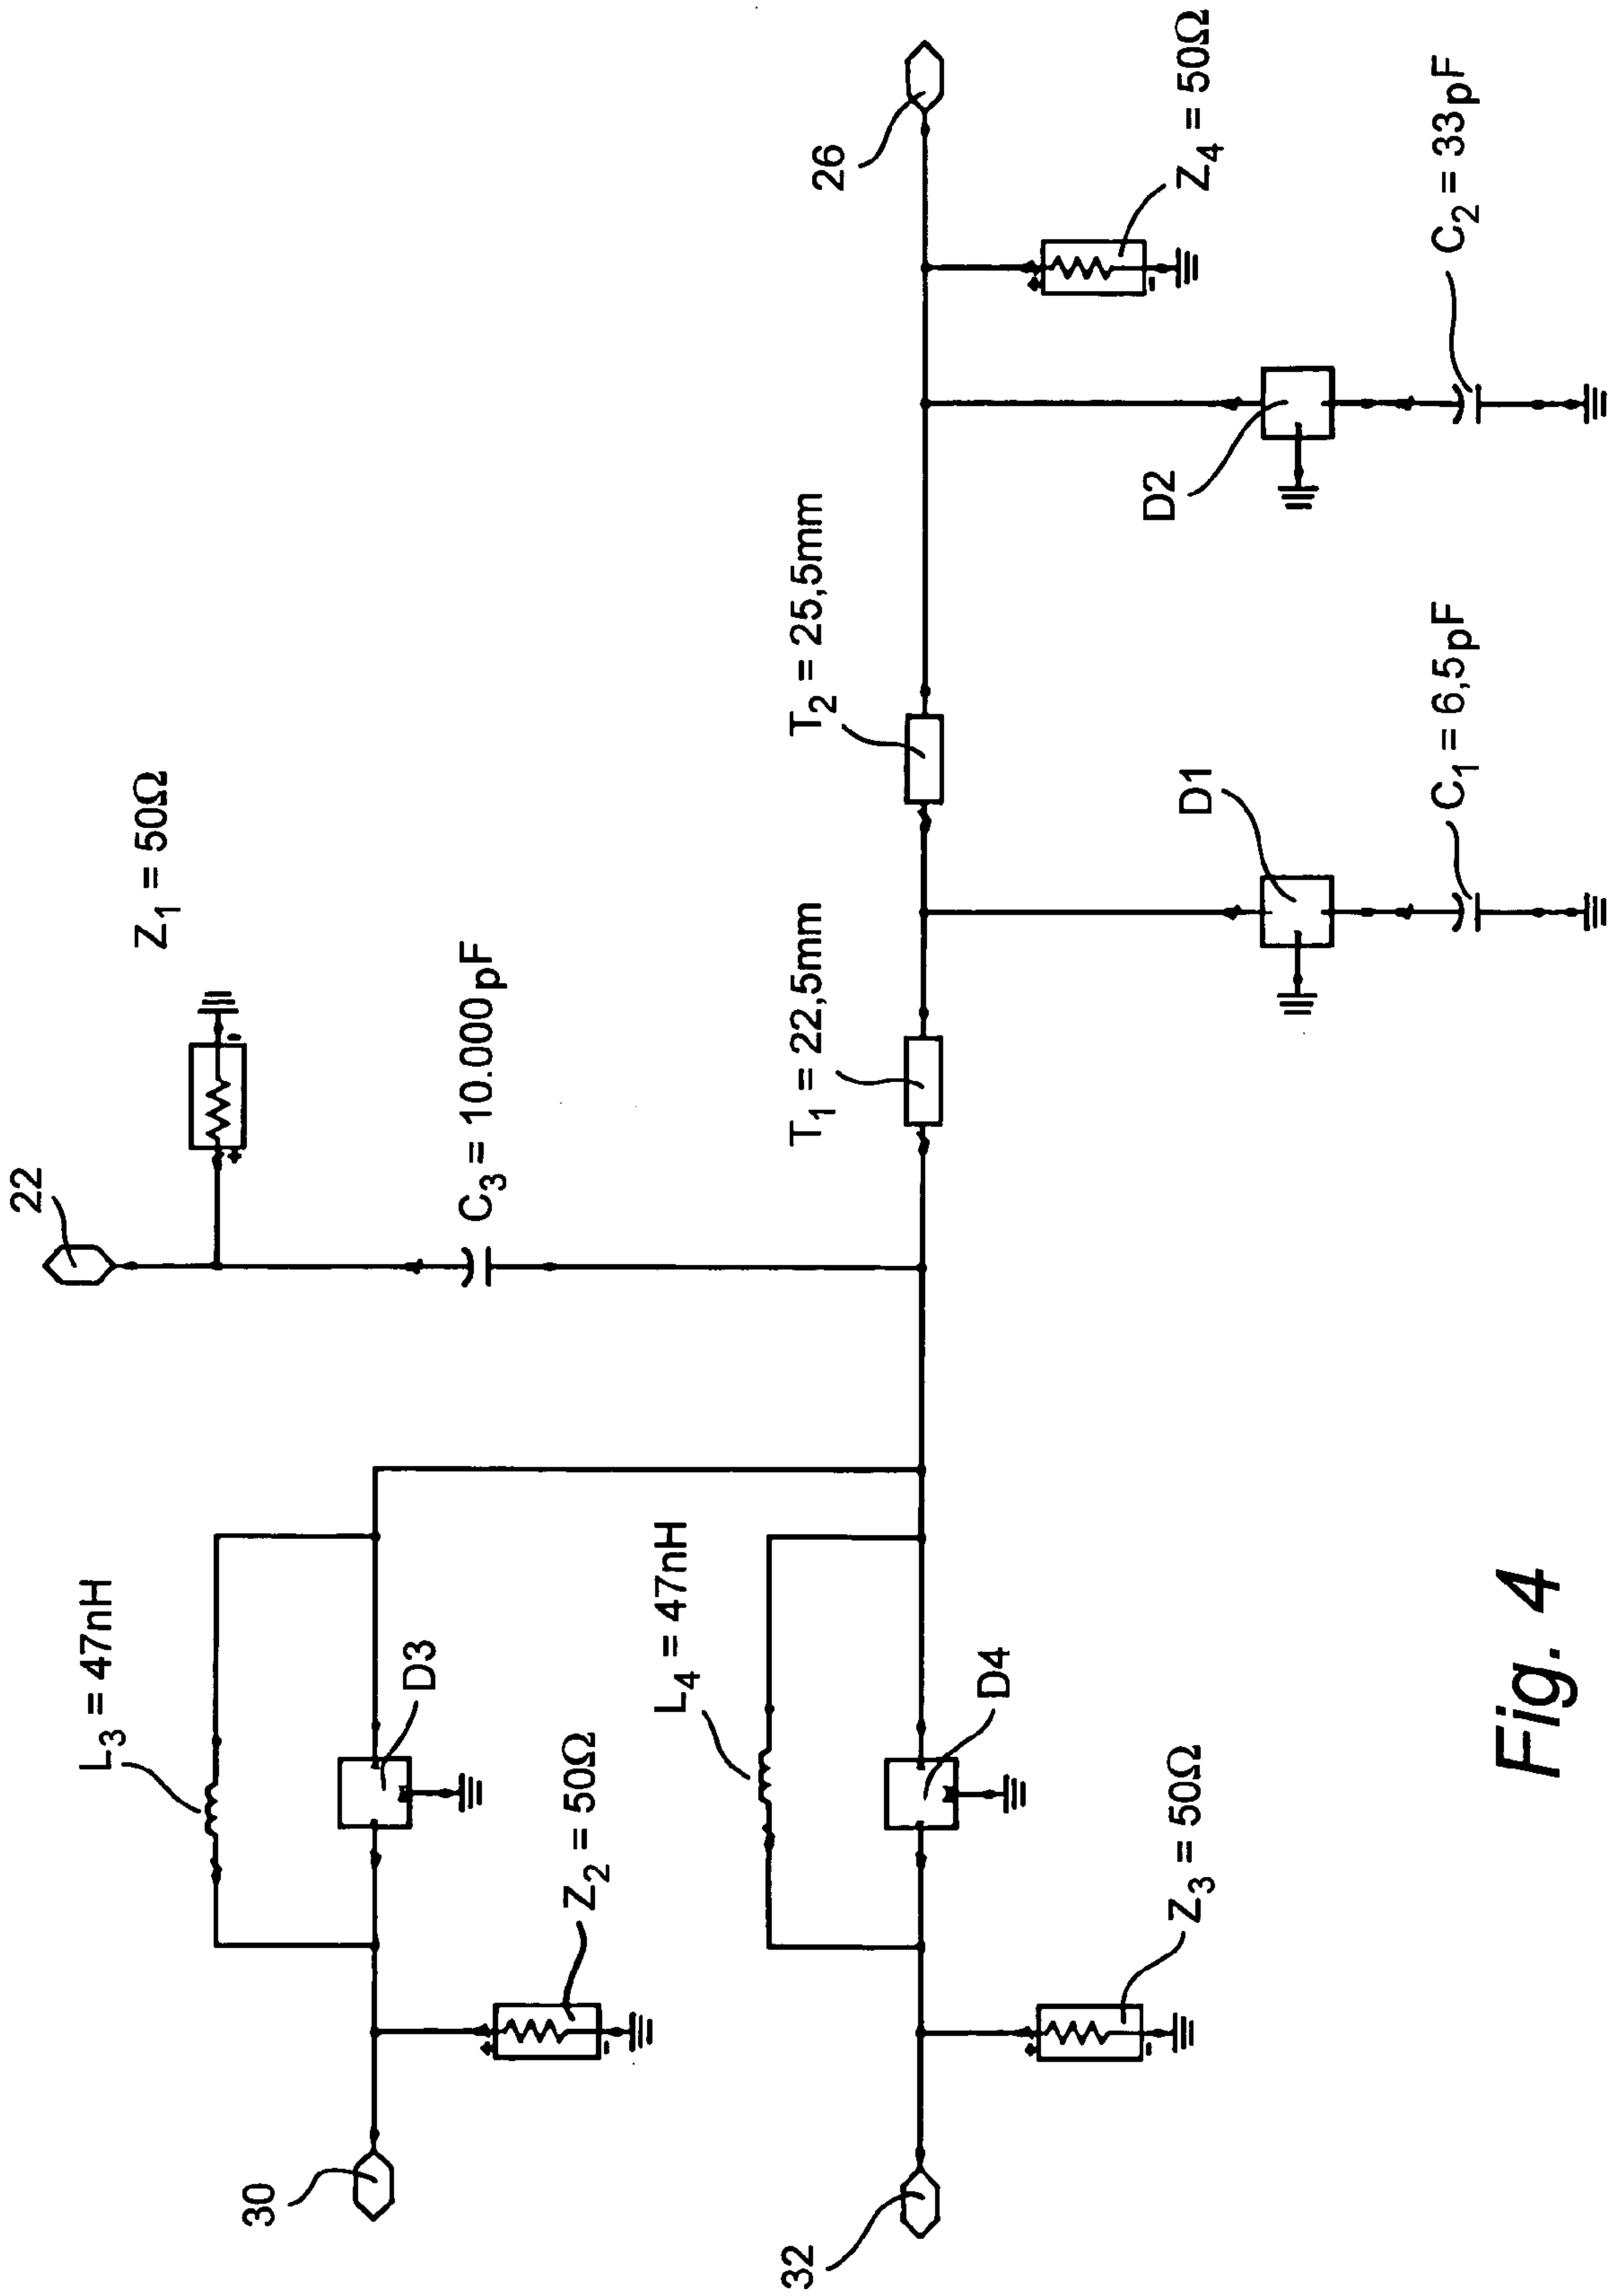 22
Z1 = 50Ω
C3 = 10.000pF
L3 = 47nH
D3
30
Z2 = 50Ω
L4 = 47nH
D4
32
Z3 = 50Ω
T1 = 22,5mm
T2 = 25,5mm
26
Z4 = 50Ω
D1
D2
C1 = 6,5pF
C2 = 33pF
Fig. 4